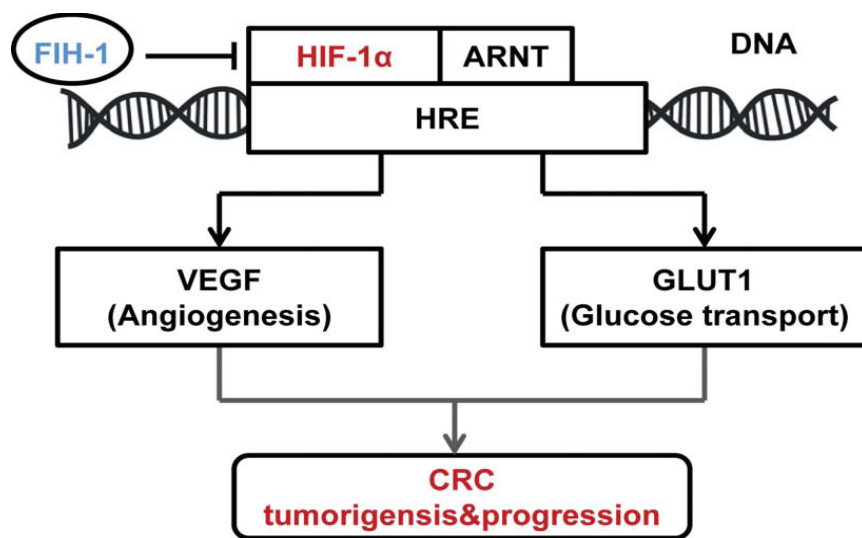 FIH-1
HIF-1α
ARNT
DNA
HRE
VEGF
(Angiogenesis)
GLUT1
(Glucose transport)
CRC
tumorigensis&progression